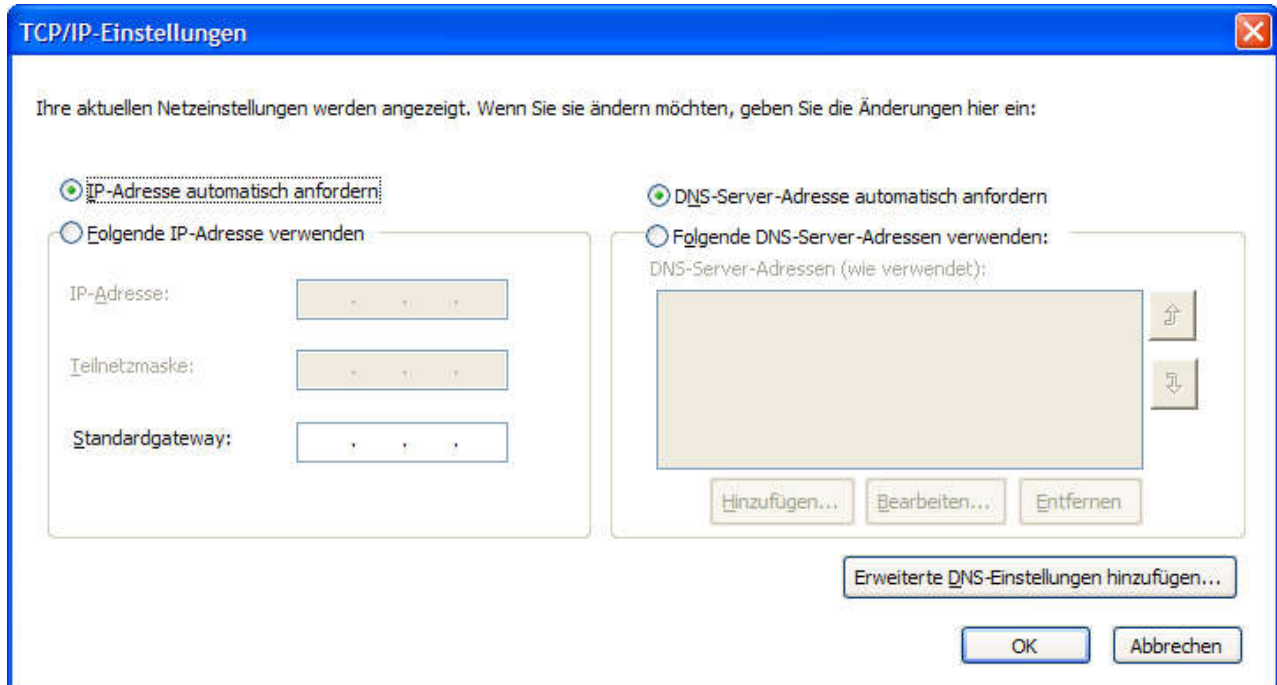 TCP/IP-Einstellungen
Ihre aktuellen Netzeinstellungen werden angezeigt. Wenn Sie sie ändern möchten, geben Sie die Änderungen hier ein:
IP-Adresse automatisch anfordern
Folgende IP-Adresse verwenden
IP-Adresse:
Teilnetzmaske:
Standardgateway:
DNS-Server-Adresse automatisch anfordern
Folgende DNS-Server-Adressen verwenden:
DNS-Server-Adressen (wie verwendet):
Hinzufügen... Bearbeiten... Entfernen
Erweiterte DNS-Einstellungen hinzufügen...
OK Abbrechen